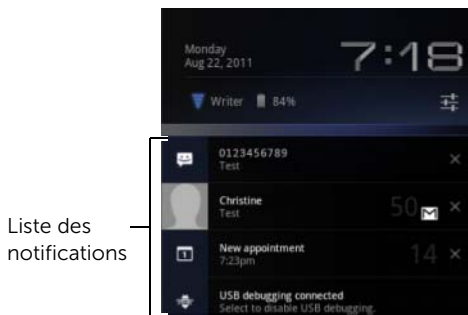 Monday
Aug 22, 2011
7:18
Writer 84%
0123456789
Test
Christine
Test
50
New appointment
7:23pm
14
USB debugging connected
Select to disable USB debugging.
Liste des
notifications